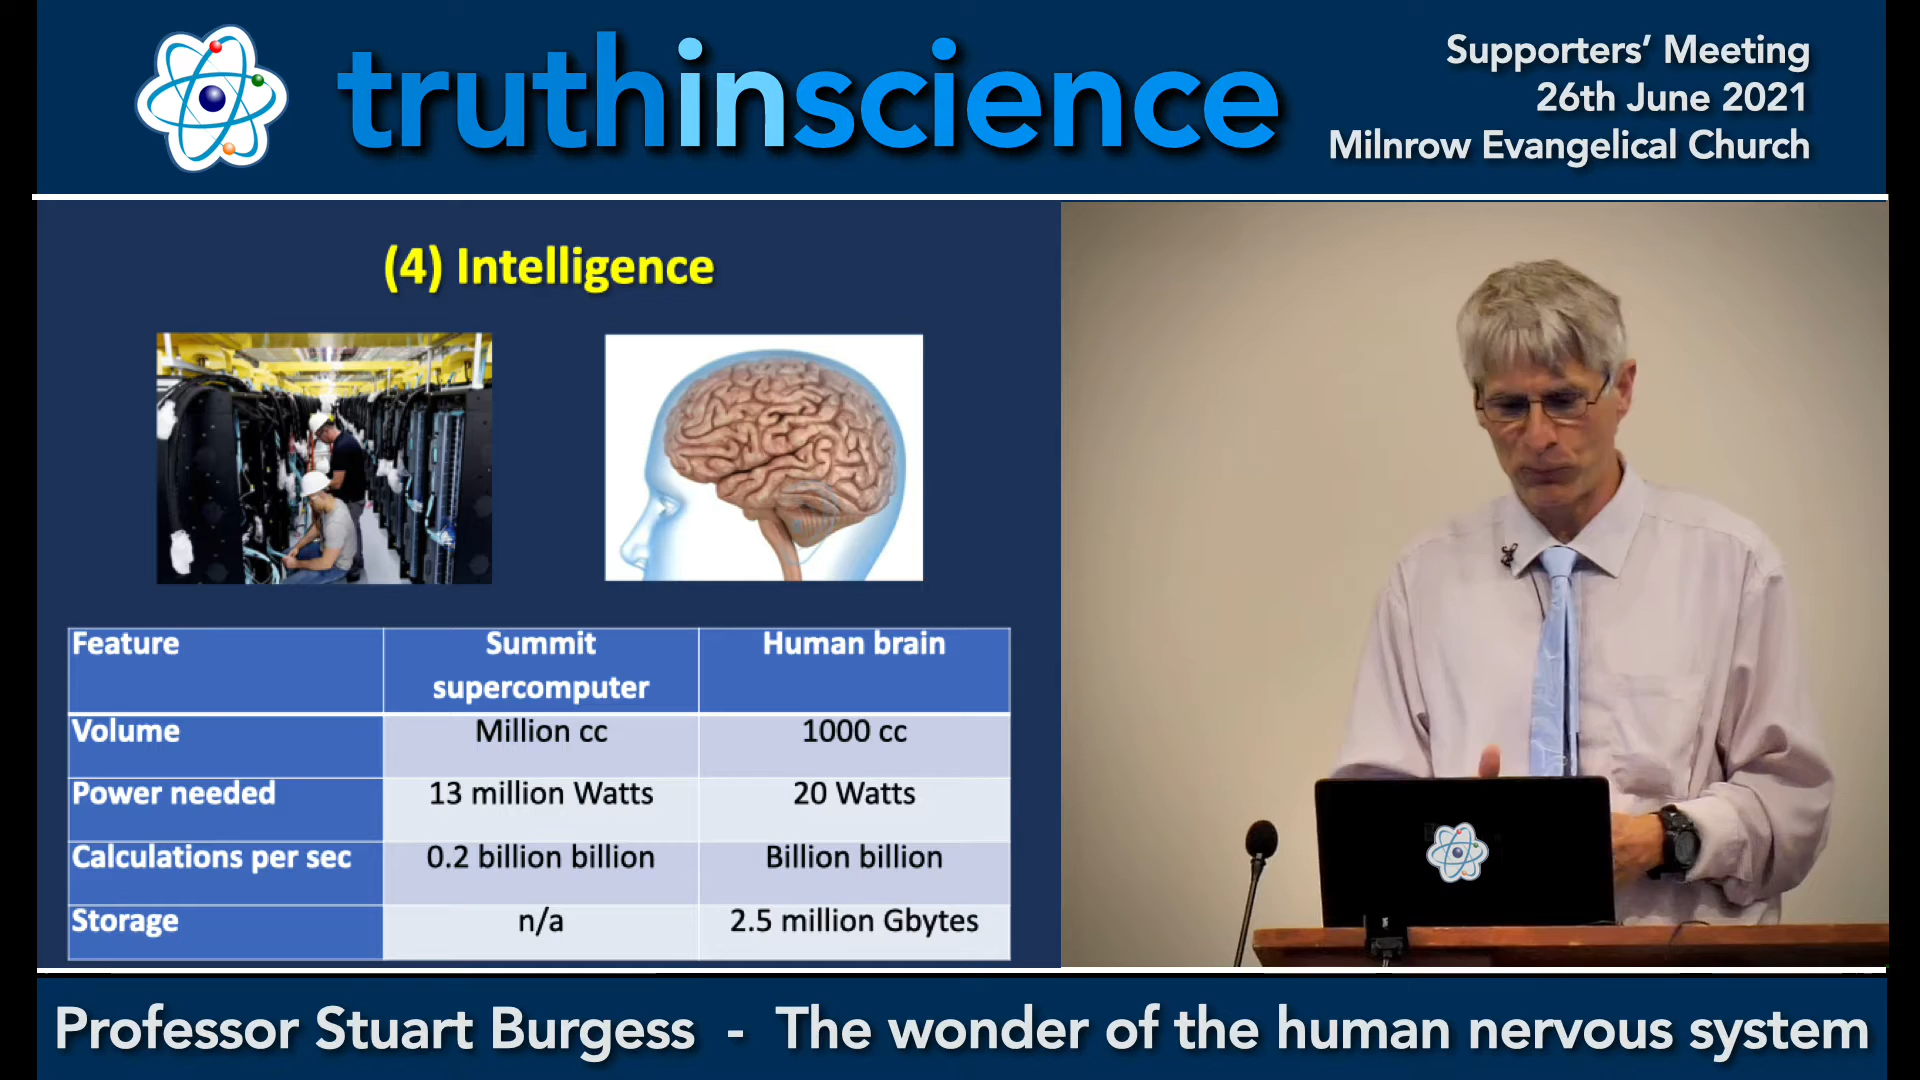 truthinscience
Supporters’ Meeting
26th June 2021
Milnrow Evangelical Church
(4) Intelligence
Feature
Summit
supercomputer
Human brain
Volume
Million cc
1000 cc
Power needed
13 million Watts
20 Watts
Calculations per sec
0.2 billion billion
Billion billion
Storage
n/a
2.5 million Gbytes
Professor Stuart Burgess - The wonder of the human nervous system